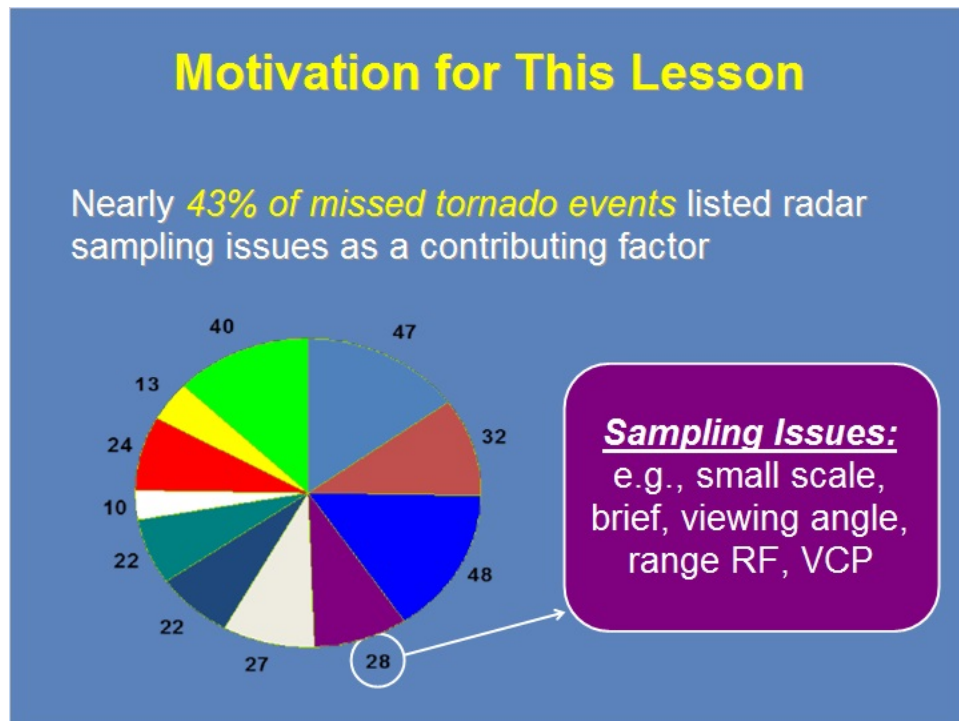 Motivation for This Lesson
Nearly 43% of missed tornado events listed radar
sampling issues as a contributing factor
40
47
13
32
24
10
22
48
22
27
28
Sampling Issues:
e.g., small scale,
brief, viewing angle,
range RF, VCP